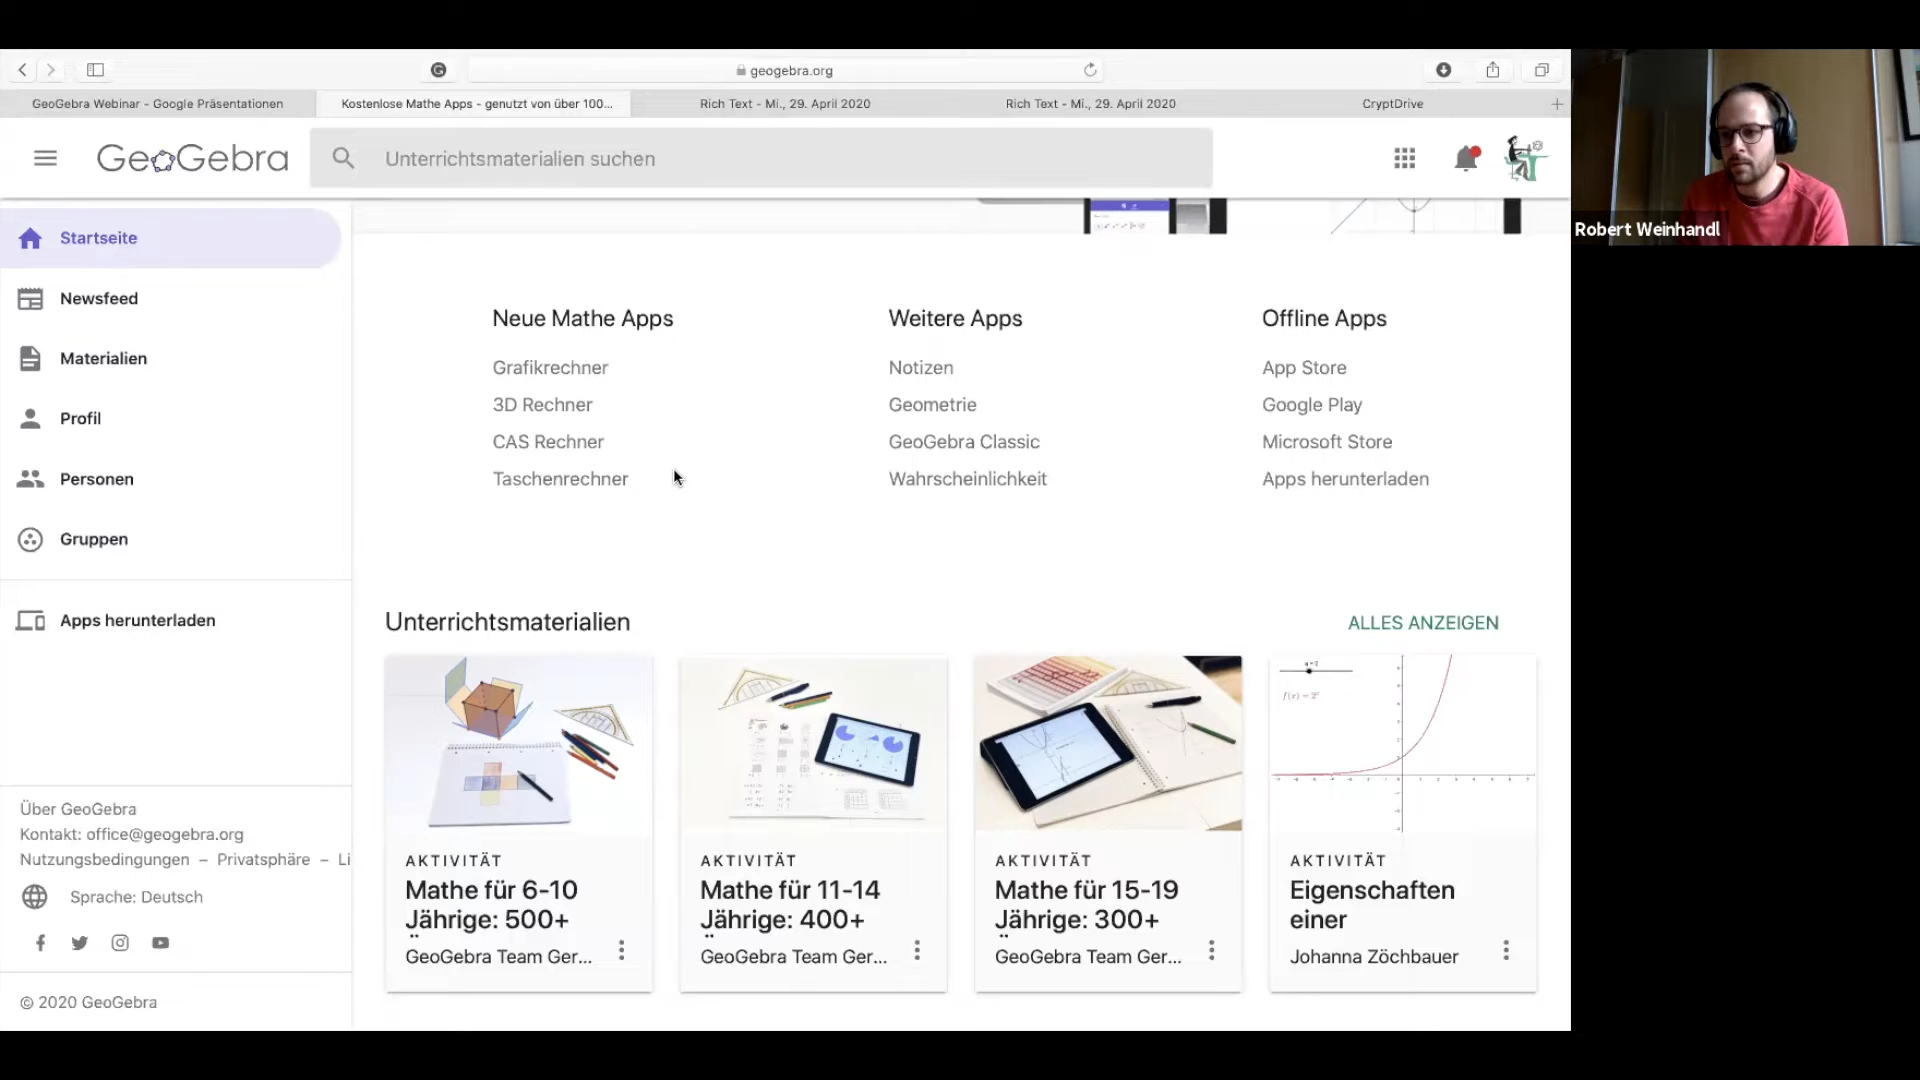 geogebra.org
GeoGebra Webinar - Google Präsentationen
Kostenlose Mathe Apps - genutzt von über 100...
Rich Text - Mi., 29. April 2020
Rich Text - Mi., 29. April 2020
CryptDrive
GeoGebra
Unterrichtsmaterialien suchen
Robert Weinhandl
Startseite
Newsfeed
Materialien
Profil
Personen
Gruppen
Apps herunterladen
Über GeoGebra
Kontakt: office@geogebra.org
Nutzungsbedingungen – Privatsphäre – Li
Sprache: Deutsch
© 2020 GeoGebra
Neue Mathe Apps
Grafikrechner
3D Rechner
CAS Rechner
Taschenrechner
Weitere Apps
Notizen
Geometrie
GeoGebra Classic
Wahrscheinlichkeit
Offline Apps
App Store
Google Play
Microsoft Store
Apps herunterladen
Unterrichtsmaterialien
ALLES ANZEIGEN
AKTIVITÄT
Mathe für 6-10
Jährige: 500+
GeoGebra Team Ger...
AKTIVITÄT
Mathe für 11-14
Jährige: 400+
GeoGebra Team Ger...
AKTIVITÄT
Mathe für 15-19
Jährige: 300+
GeoGebra Team Ger...
AKTIVITÄT
Eigenschaften
einer
Johanna Zöchbauer